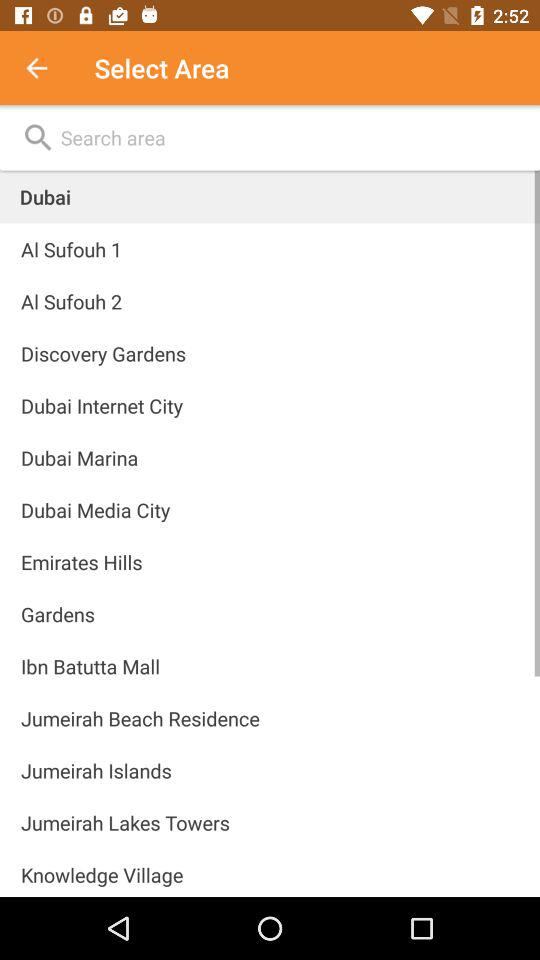 2:52
Select Area
Search area
Dubai
Al Sufouh 1
Al Sufouh 2
Discovery Gardens
Dubai Internet City
Dubai Marina
Dubai Media City
Emirates Hills
Gardens
Ibn Batutta Mall
Jumeirah Beach Residence
Jumeirah Islands
Jumeirah Lakes Towers
Knowledge Village